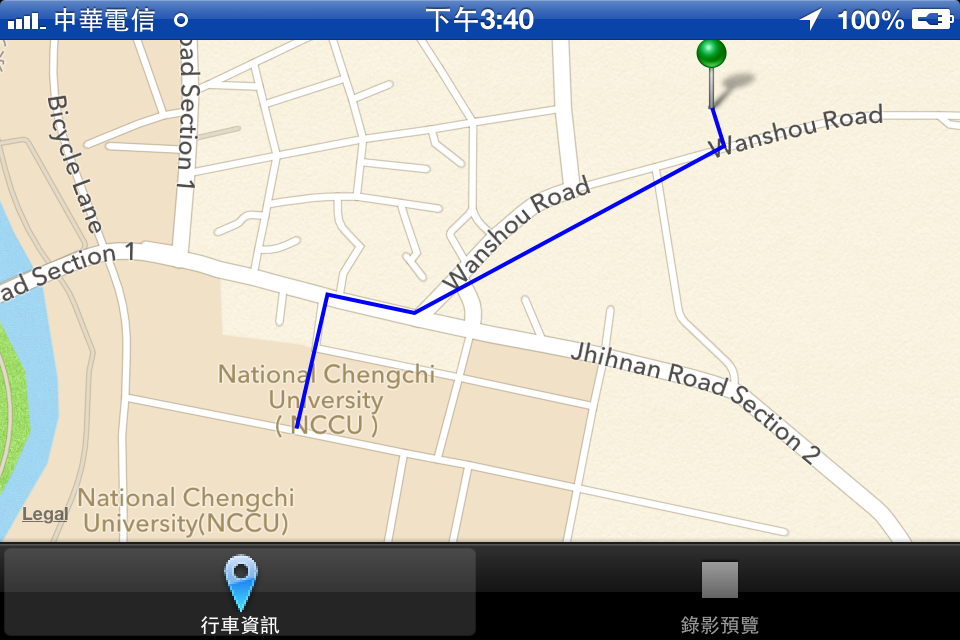 中華電信
下午3:40
100%
oad Section 1
Bicycle Lane
Wanshou Road
Wanshou Road
ad Section 1
Jhihnan Road Section 2
National Chengchi
University
( NCCU )
National Chengchi
University(NCCU)
Legal
行車資訊
錄影預覽